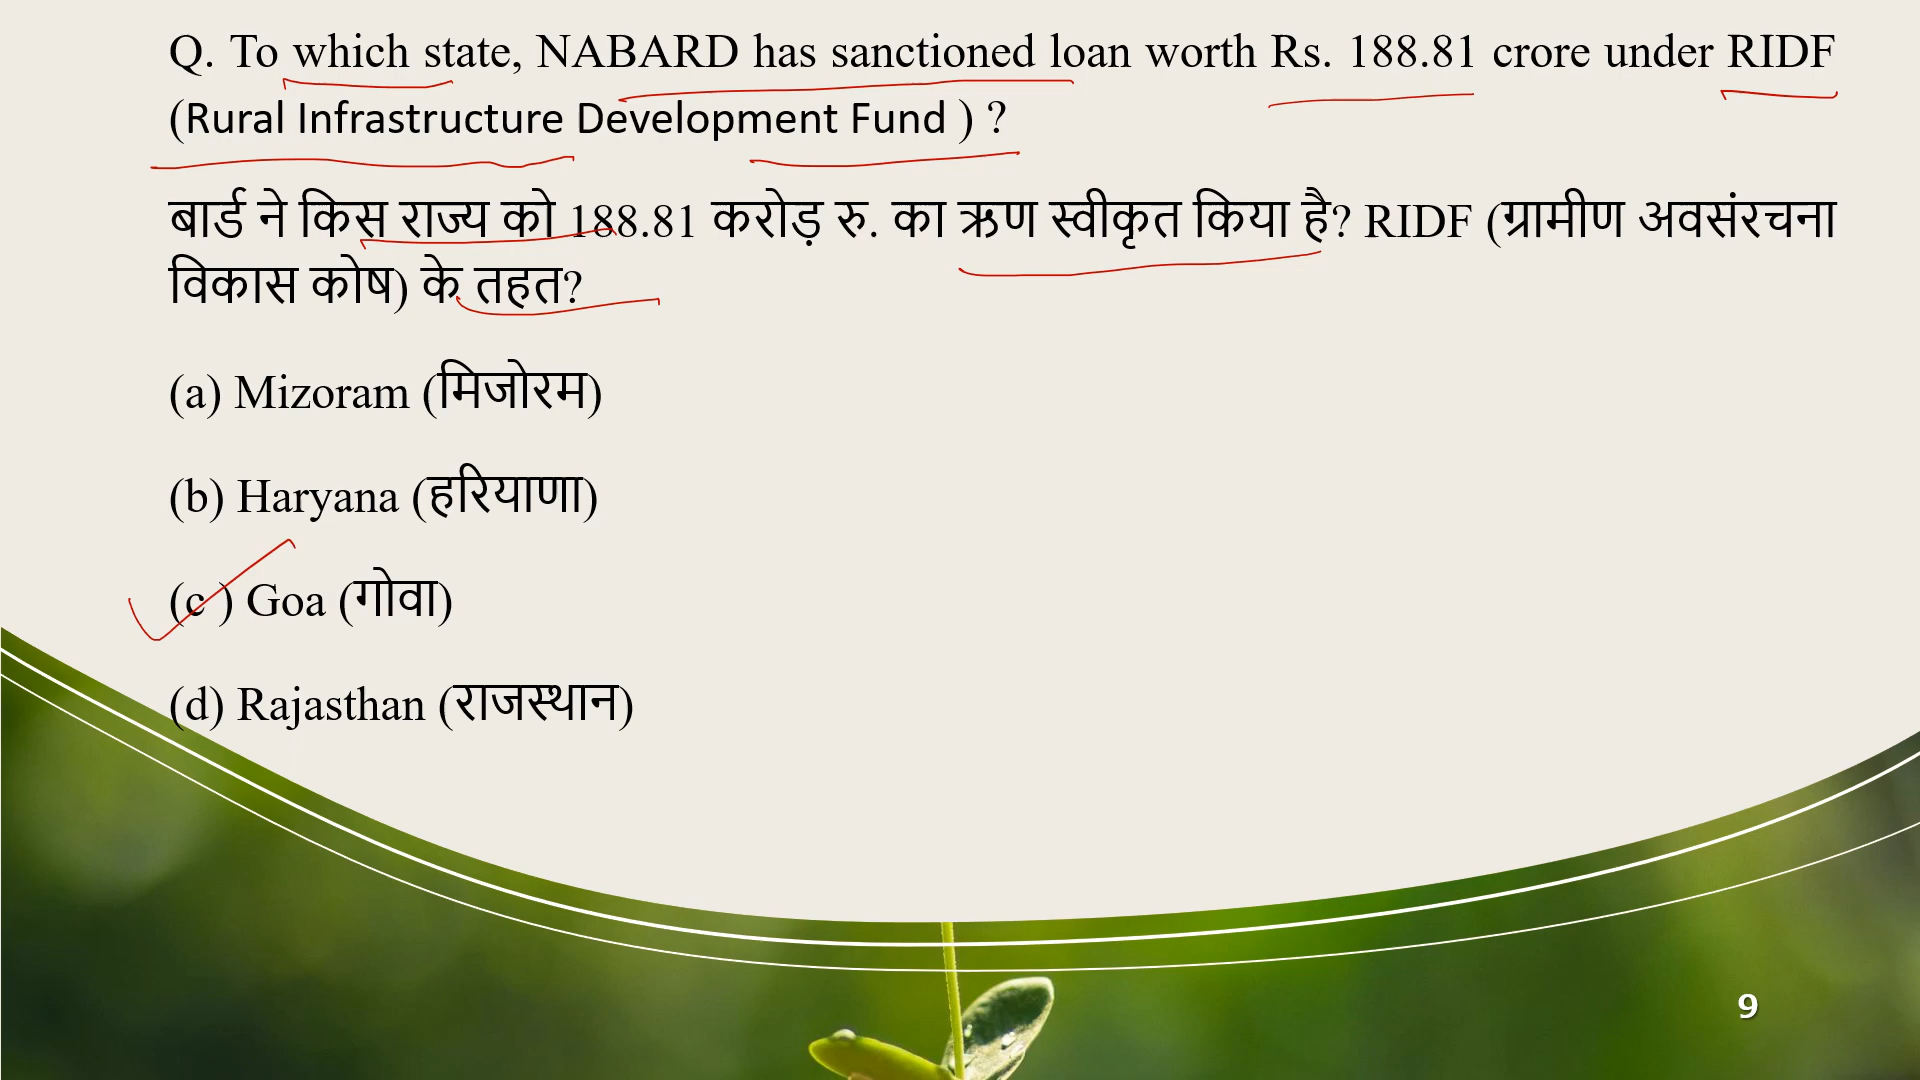 Q. To which state, NABARD has sanctioned loan worth Rs. 188.81 crore under RIDF
(Rural Infrastructure Development Fund ) ?
बार्ड ने किस राज्य को 188.81 करोड़ रु. का ऋण स्वीकृत किया है? RIDF (ग्रामीण अवसंरचना
विकास कोष) के तहत?
(a) Mizoram (मिजोरम)
(b) Haryana (हरियाणा)
(c ) Goa (गोवा)
(d) Rajasthan (राजस्थान)
9